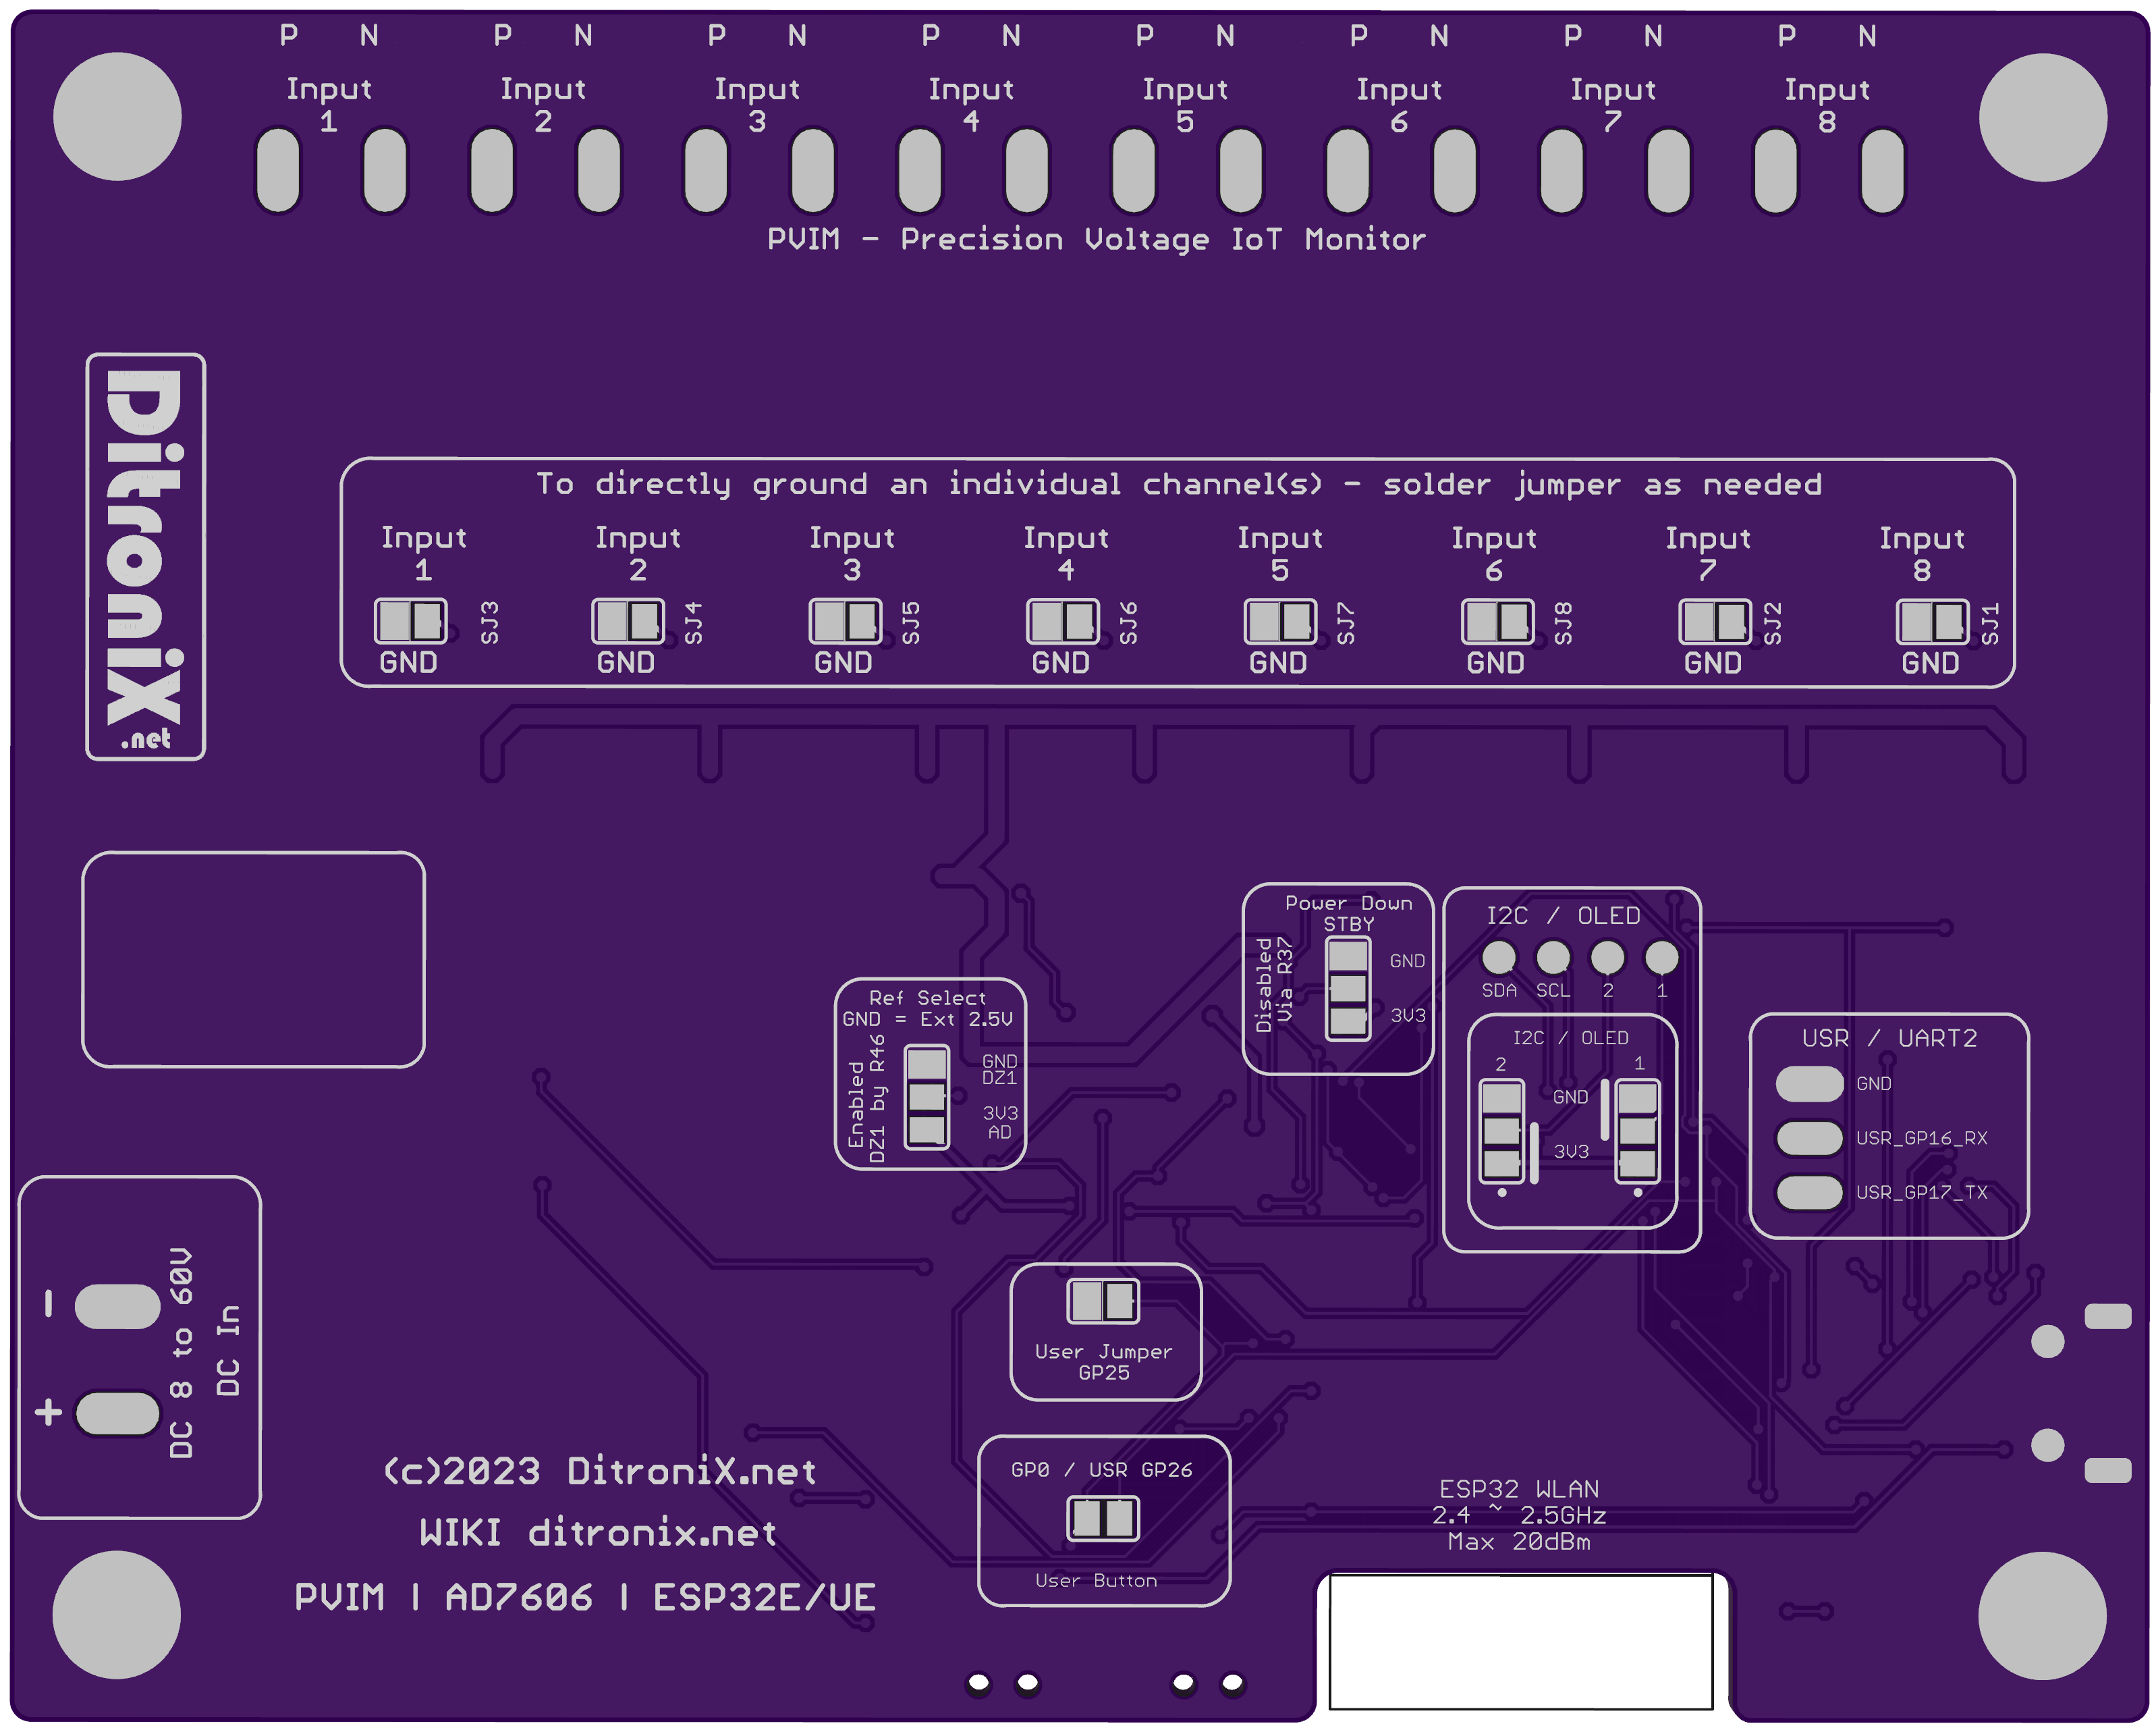 P N P N P N P N P N P N P N P N
Input Input Input Input Input Input Input Input
1 2 3 4 5 6 7 8
PVIM - Precision Voltage IoT Monitor
DitroniX
.net
To directly ground an individual channel(s) - solder jumper as needed
Input Input Input Input Input Input Input Input
1 2 3 4 5 6 7 8
SJ3 SJ4 SJ5 SJ6 SJ7 SJ8 SJ2 SJ1
GND GND GND GND GND GND GND GND
Power Down
STBY
Disabled
Via R37
GND
3V3
I2C / OLED
SDA SCL 2 1
I2C / OLED
2 1
GND
3V3
Ref Select
GND = Ext 2.5V
Enabled
DZ1 by R46
GND
DZ1
3V3
AD
USR / UART2
GND
USR_GP16_RX
USR_GP17_TX
- +
DC 8 to 60V
DC In
User Jumper
GP25
GP0 / USR GP26
User Button
(c)2023 DitroniX.net
WIKI ditronix.net
PVIM | AD7606 | ESP32E/UE
ESP32 WLAN
2.4 ~ 2.5GHz
Max 20dBm